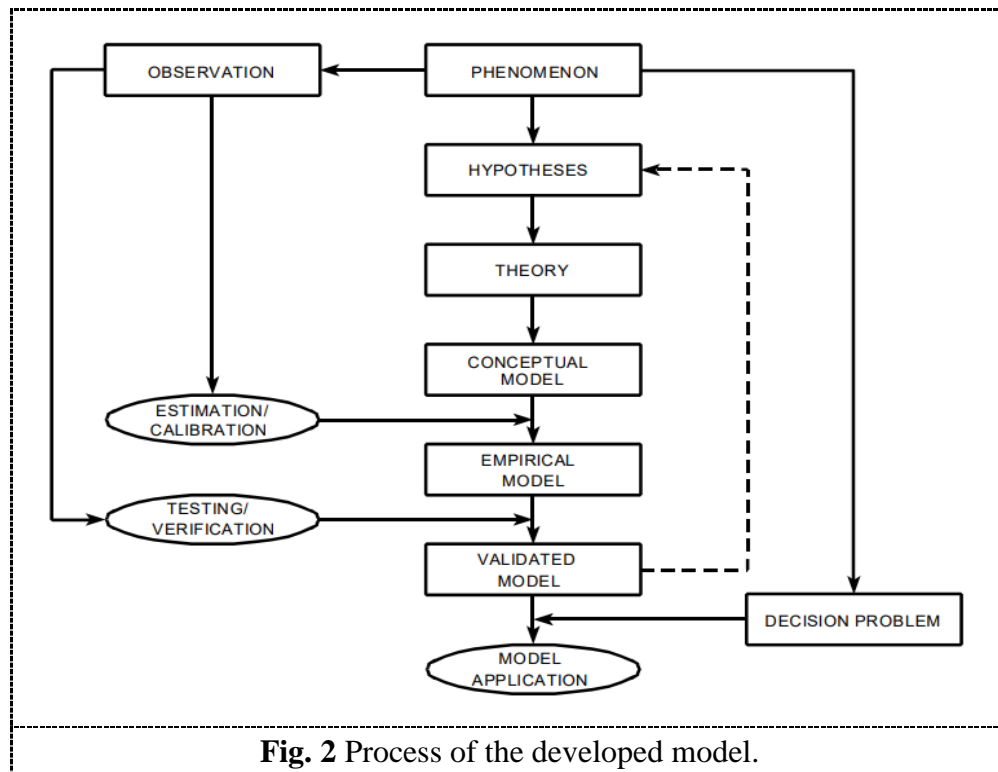 OBSERVATION
PHENOMENON
HYPOTHESES
THEORY
CONCEPTUAL
MODEL
ESTIMATION/
CALIBRATION
EMPIRICAL
MODEL
TESTING/
VERIFICATION
VALIDATED
MODEL
DECISION PROBLEM
MODEL
APPLICATION
Fig. 2 Process of the developed model.